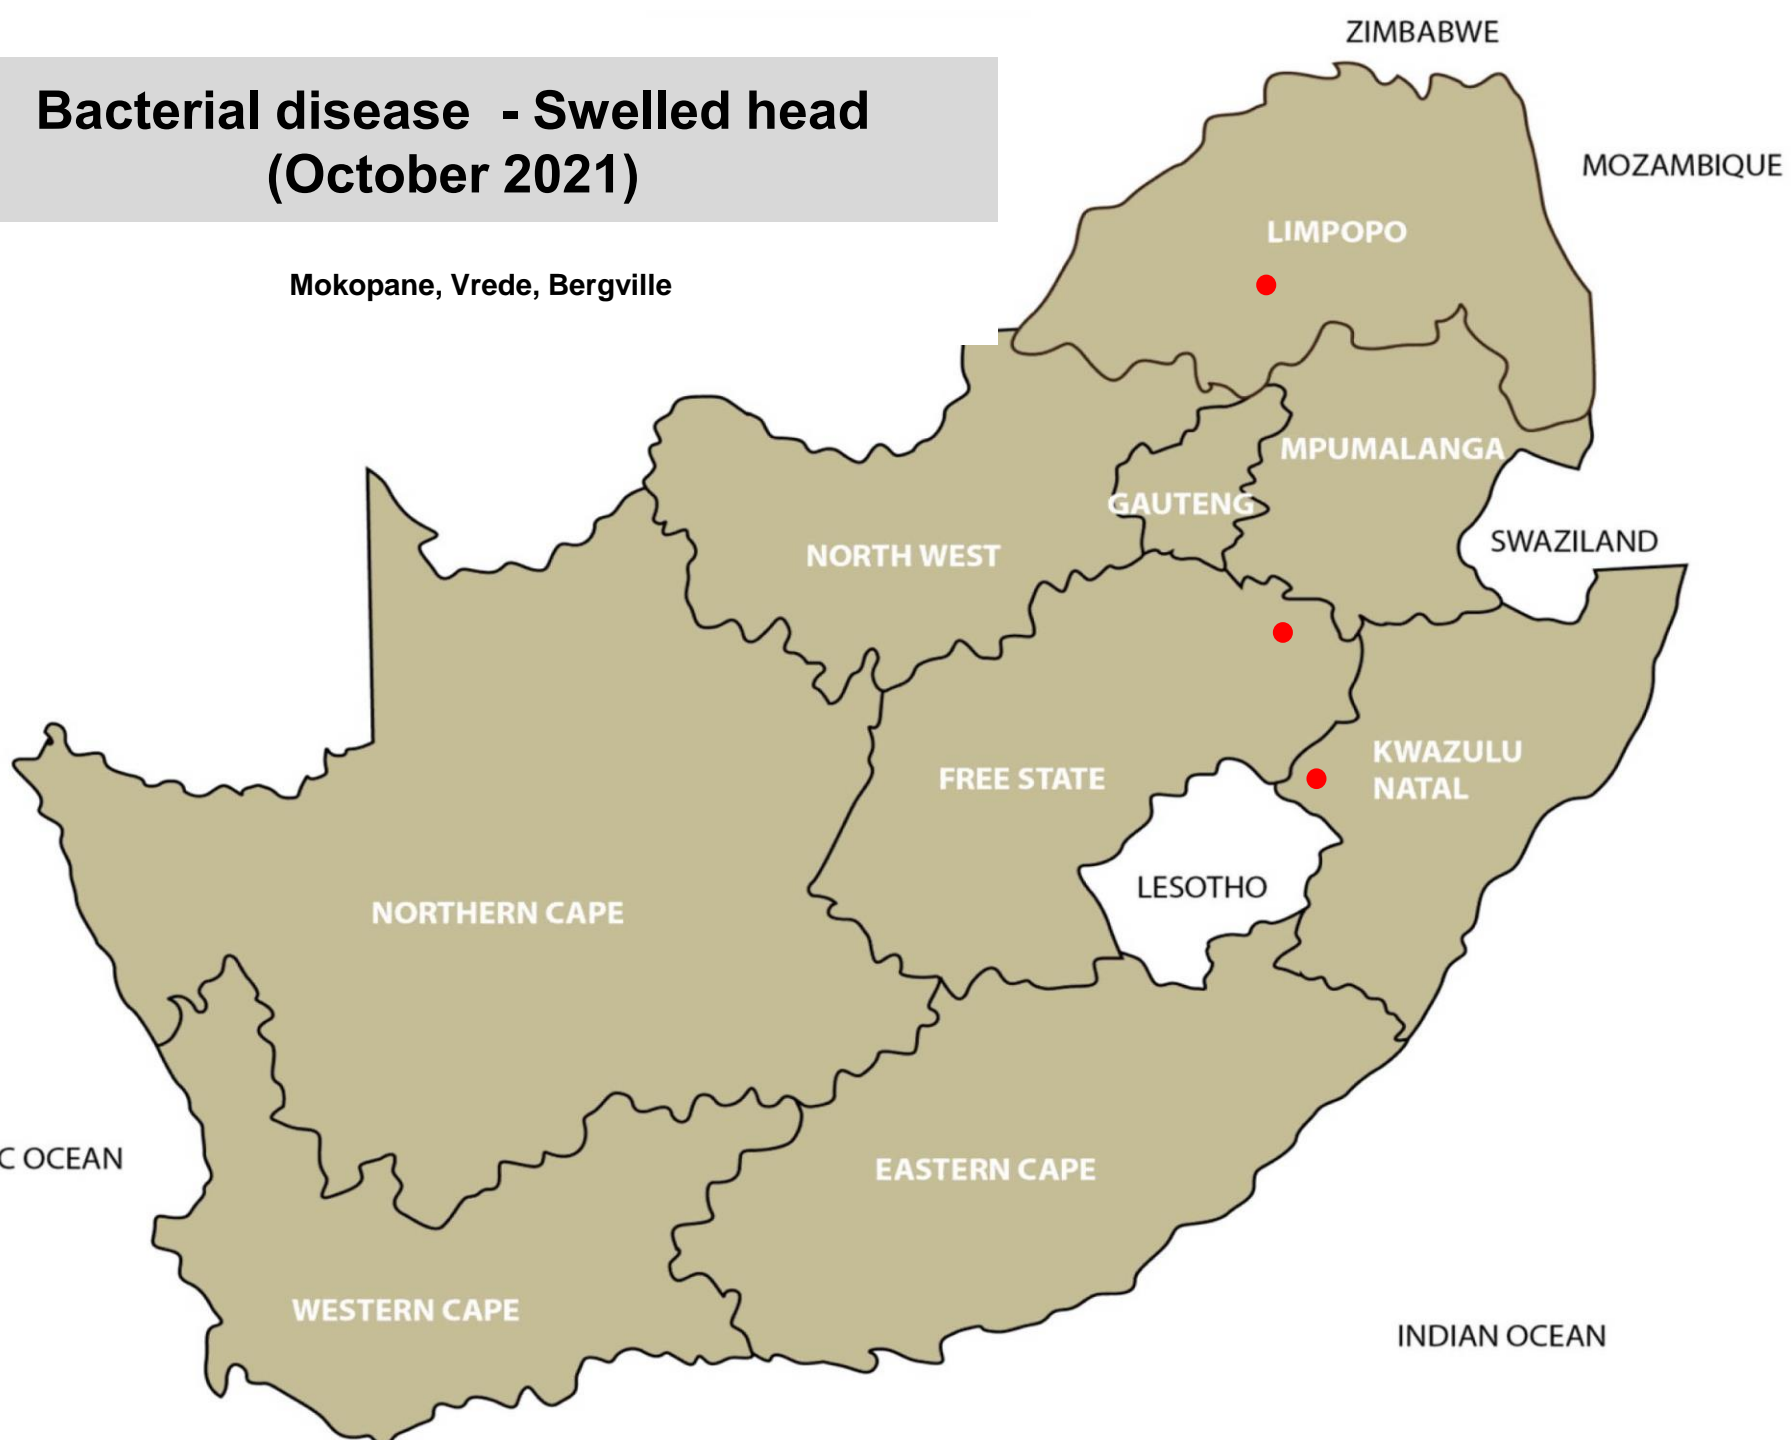 Bacterial disease - Swelled head
(October 2021)
Mokopane, Vrede, Bergville
ZIMBABWE
MOZAMBIQUE
LIMPOPO
MPUMALANGA
GAUTENG
NORTH WEST
SWAZILAND
FREE STATE
KWAZULU
NATAL
LESOTHO
NORTHERN CAPE
C OCEAN
EASTERN CAPE
WESTERN CAPE
INDIAN OCEAN